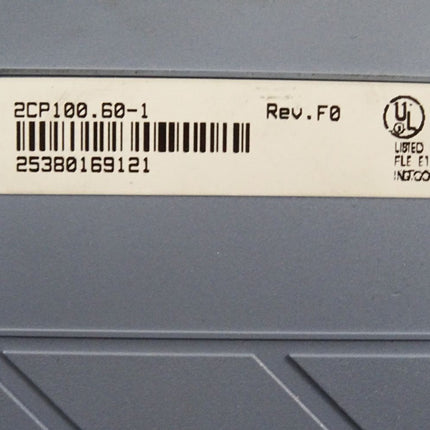 2CP100.60-1 Rev.F0
25380169121
UL
LISTED